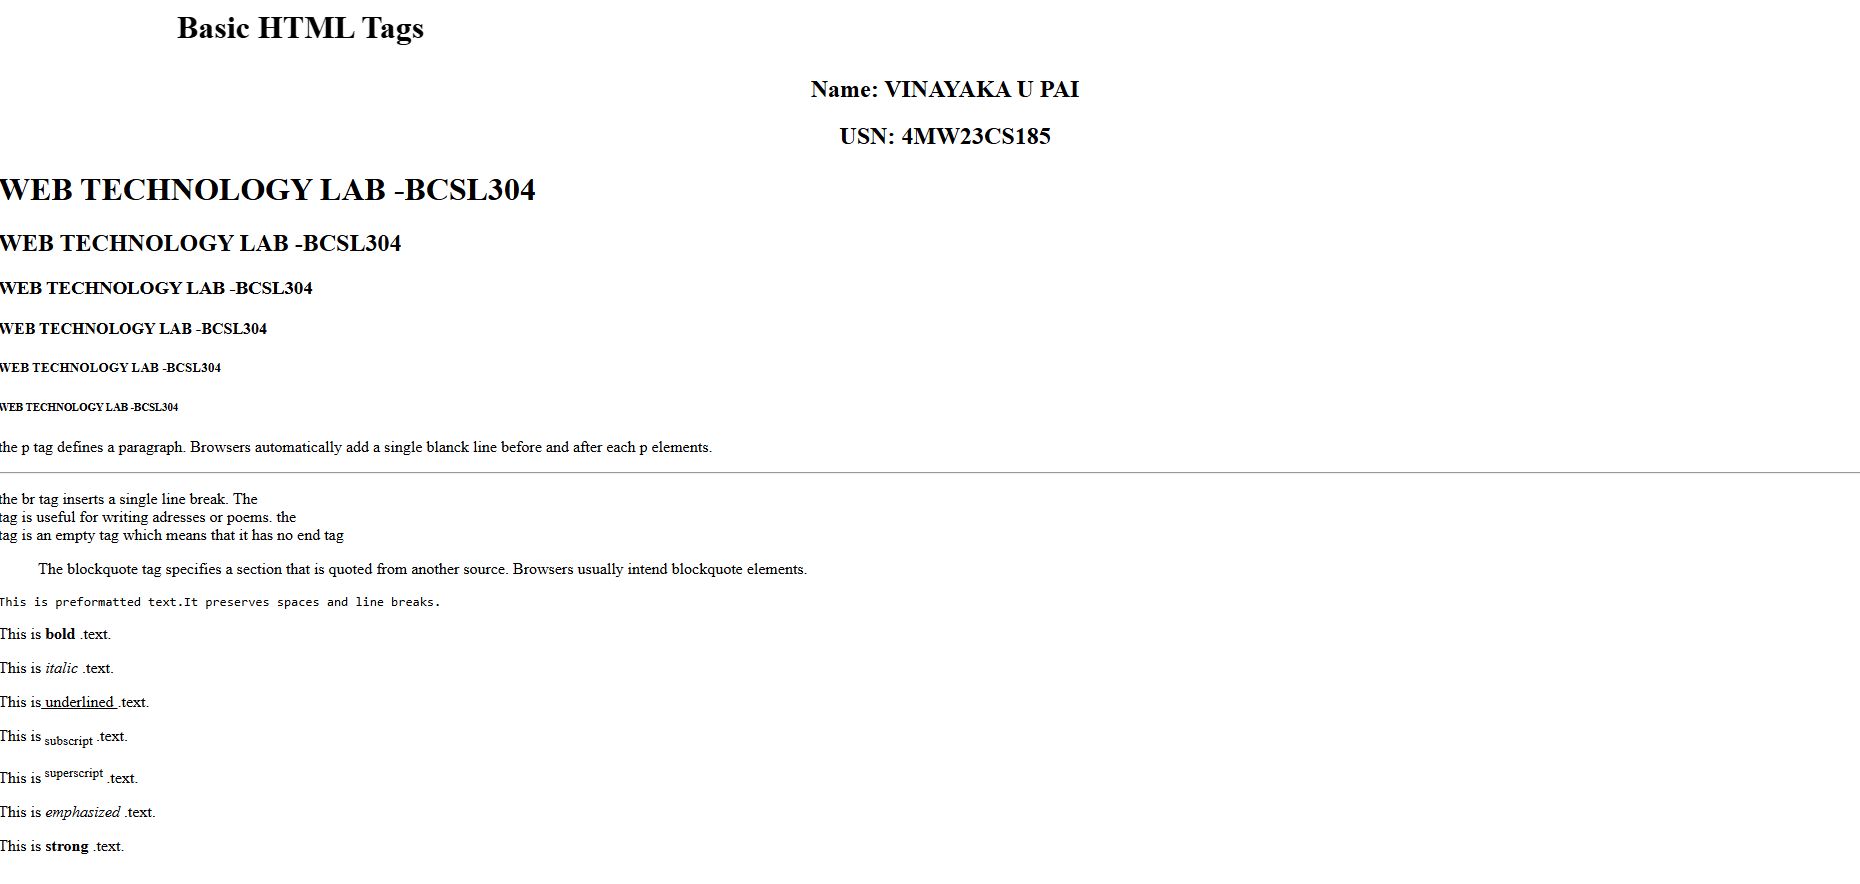 Basic HTML Tags
Name: VINAYAKA U PAI
USN: 4MW23CS185
WEB TECHNOLOGY LAB -BCSL304
WEB TECHNOLOGY LAB -BCSL304
WEB TECHNOLOGY LAB -BCSL304
WEB TECHNOLOGY LAB -BCSL304
WEB TECHNOLOGY LAB -BCSL304
WEB TECHNOLOGY LAB -BCSL304
the p tag defines a paragraph. Browsers automatically add a single blanck line before and after each p elements.
the br tag inserts a single line break. The
tag is useful for writing adresses or poems. the
tag is an empty tag which means that it has no end tag
The blockquote tag specifies a section that is quoted from another source. Browsers usually intend blockquote elements.
This is preformatted text.It preserves spaces and line breaks.
This is bold .text.
This is italic .text.
This is underlined .text.
This is subscript .text.
This is superscript .text.
This is emphasized .text.
This is strong .text.